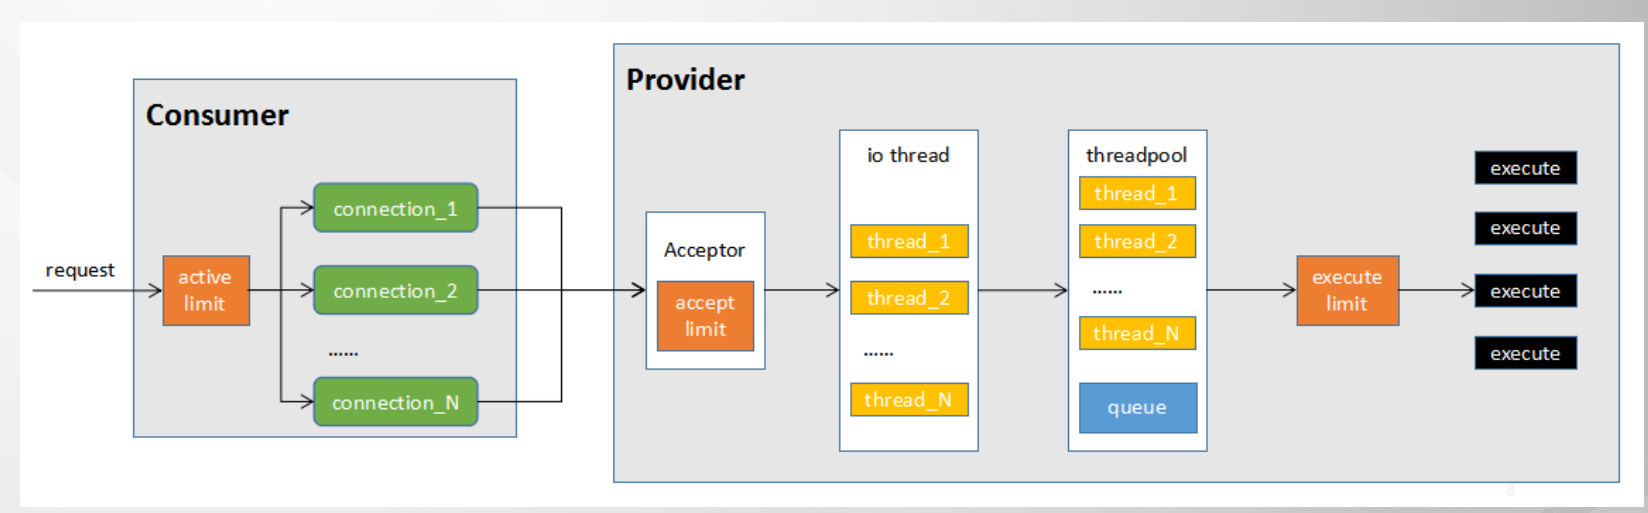 Consumer
request
active
limit
connection_1
connection_2
......
connection_N
Provider
Acceptor
accept
limit
io thread
thread_1
thread_2
......
thread_N
threadpool
thread_1
thread_2
......
thread_N
queue
execute
limit
execute
execute
execute
execute
8